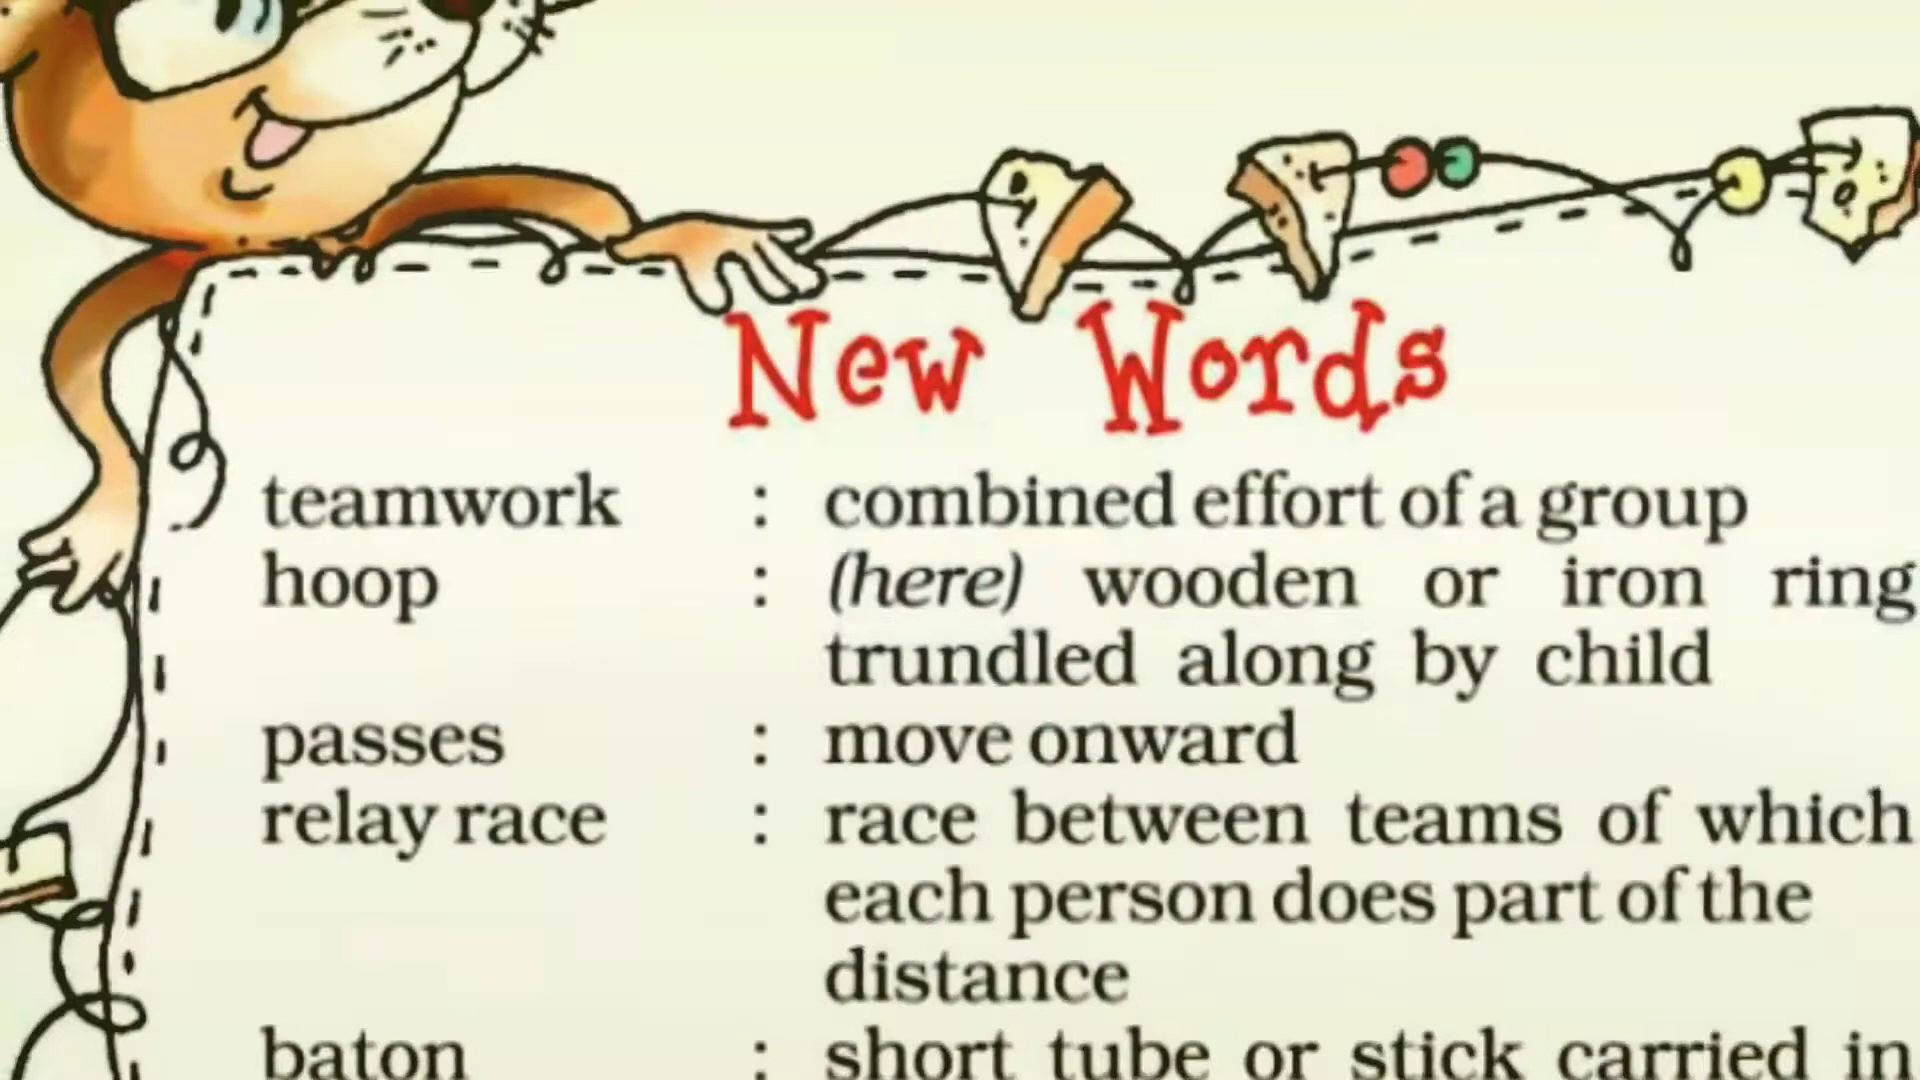 New Words
teamwork : combined effort of a group
hoop : (here) wooden or iron ring
trundled along by child
passes : move onward
relay race : race between teams of which
each person does part of the
distance
baton : short tube or stick carried in